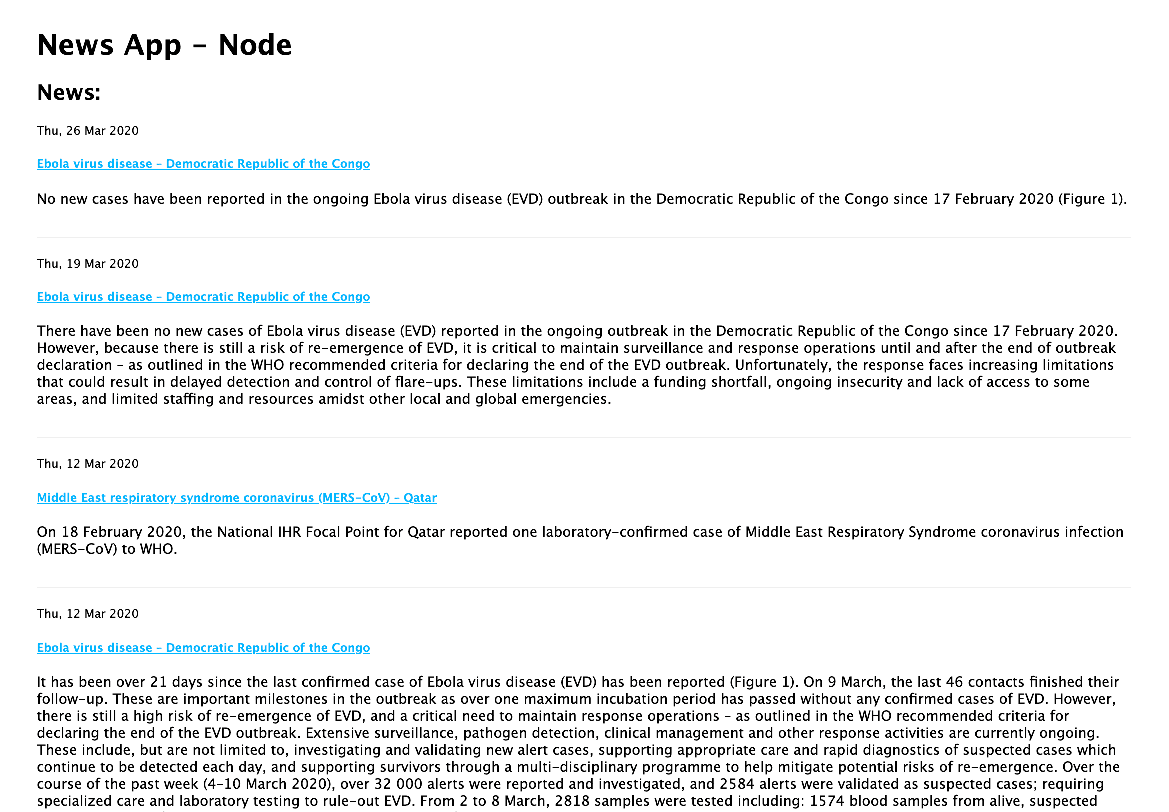 News App - Node
News:
Thu, 26 Mar 2020
Ebola virus disease – Democratic Republic of the Congo
No new cases have been reported in the ongoing Ebola virus disease (EVD) outbreak in the Democratic Republic of the Congo since 17 February 2020 (Figure 1).
Thu, 19 Mar 2020
Ebola virus disease – Democratic Republic of the Congo
There have been no new cases of Ebola virus disease (EVD) reported in the ongoing outbreak in the Democratic Republic of the Congo since 17 February 2020.
However, because there is still a risk of re-emergence of EVD, it is critical to maintain surveillance and response operations until and after the end of outbreak
declaration – as outlined in the WHO recommended criteria for declaring the end of the EVD outbreak. Unfortunately, the response faces increasing limitations
that could result in delayed detection and control of flare-ups. These limitations include a funding shortfall, ongoing insecurity and lack of access to some
areas, and limited staffing and resources amidst other local and global emergencies.
Thu, 12 Mar 2020
Middle East respiratory syndrome coronavirus (MERS-CoV) – Qatar
On 18 February 2020, the National IHR Focal Point for Qatar reported one laboratory-confirmed case of Middle East Respiratory Syndrome coronavirus infection
(MERS-CoV) to WHO.
Thu, 12 Mar 2020
Ebola virus disease – Democratic Republic of the Congo
It has been over 21 days since the last confirmed case of Ebola virus disease (EVD) has been reported (Figure 1). On 9 March, the last 46 contacts finished their
follow-up. These are important milestones in the outbreak as over one maximum incubation period has passed without any confirmed cases of EVD. However,
there is still a high risk of re-emergence of EVD, and a critical need to maintain response operations – as outlined in the WHO recommended criteria for
declaring the end of the EVD outbreak. Extensive surveillance, pathogen detection, clinical management and other response activities are currently ongoing.
These include, but are not limited to, investigating and validating new alert cases, supporting appropriate care and rapid diagnostics of suspected cases which
continue to be detected each day, and supporting survivors through a multi-disciplinary programme to help mitigate potential risks of re-emergence. Over the
course of the past week (4-10 March 2020), over 32 000 alerts were reported and investigated, and 2584 alerts were validated as suspected cases; requiring
specialized care and laboratory testing to rule-out EVD. From 2 to 8 March, 2818 samples were tested including: 1574 blood samples from alive, suspected